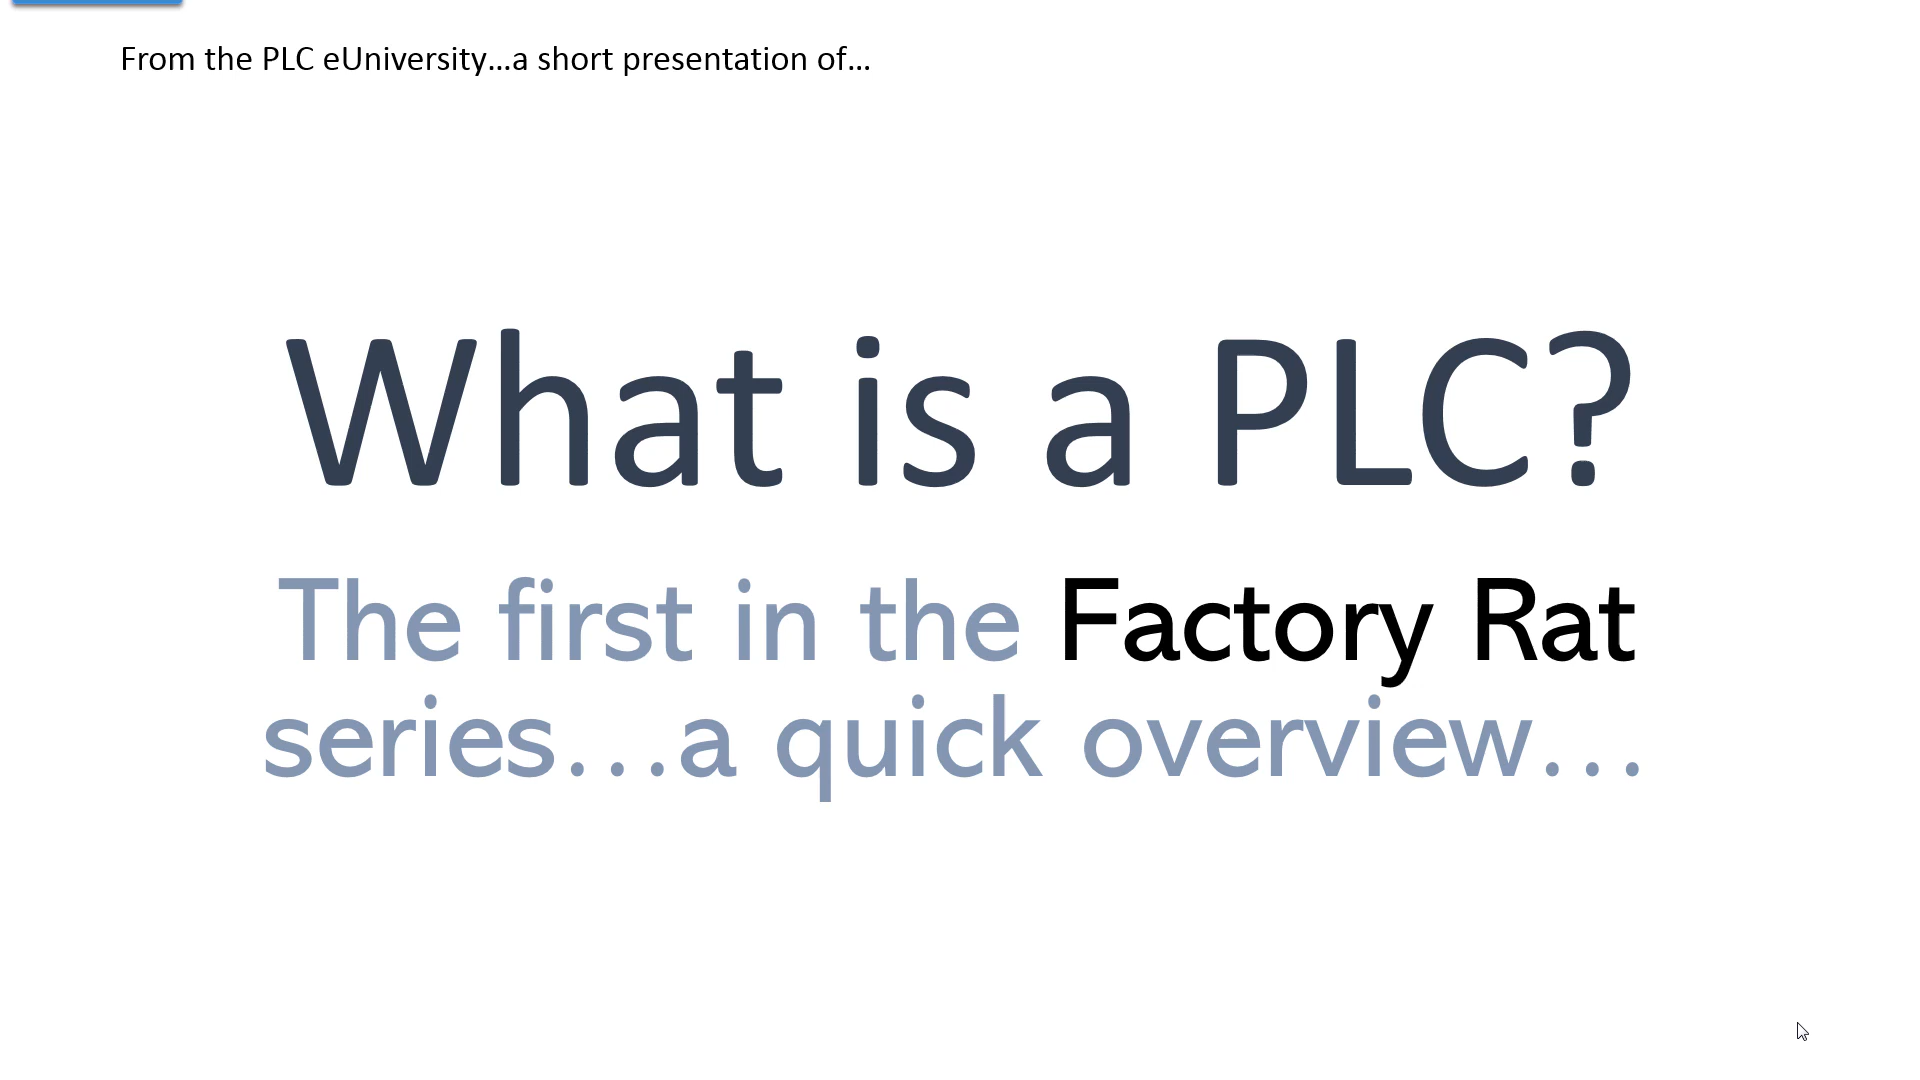 From the PLC eUniversity...a short presentation of...
What is a PLC?
The first in the Factory Rat
series...a quick overview...